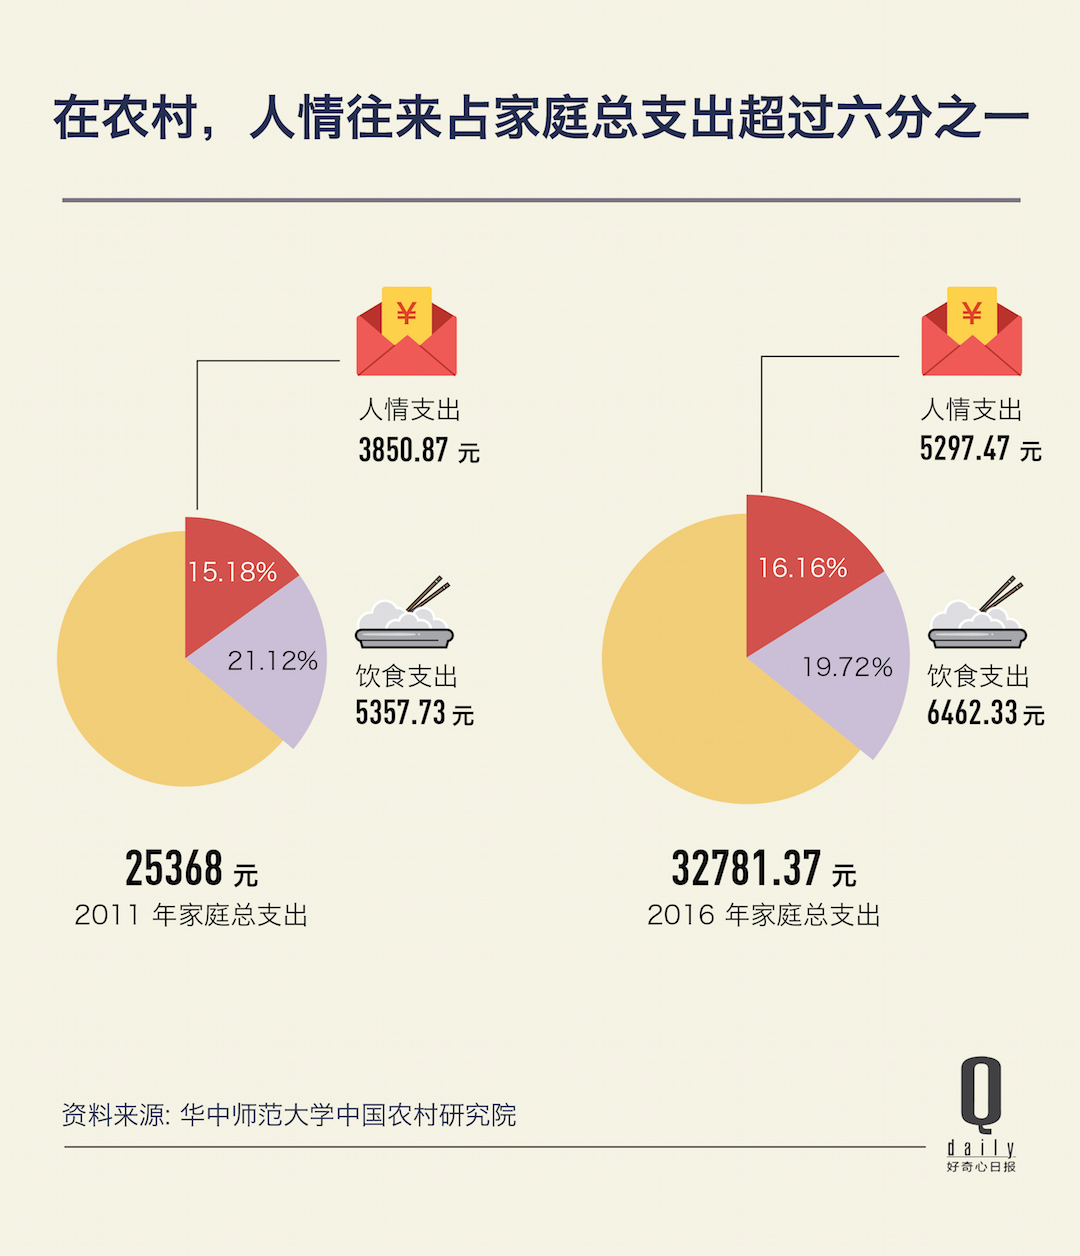 在农村，人情往来占家庭总支出超过六分之一
¥
人情支出
3850.87 元
15.18%
21.12%
饮食支出
5357.73 元
25368 元
2011 年家庭总支出
¥
人情支出
5297.47 元
16.16%
19.72%
饮食支出
6462.33 元
32781.37 元
2016 年家庭总支出
资料来源: 华中师范大学中国农村研究院
Q
daily
好奇心日报